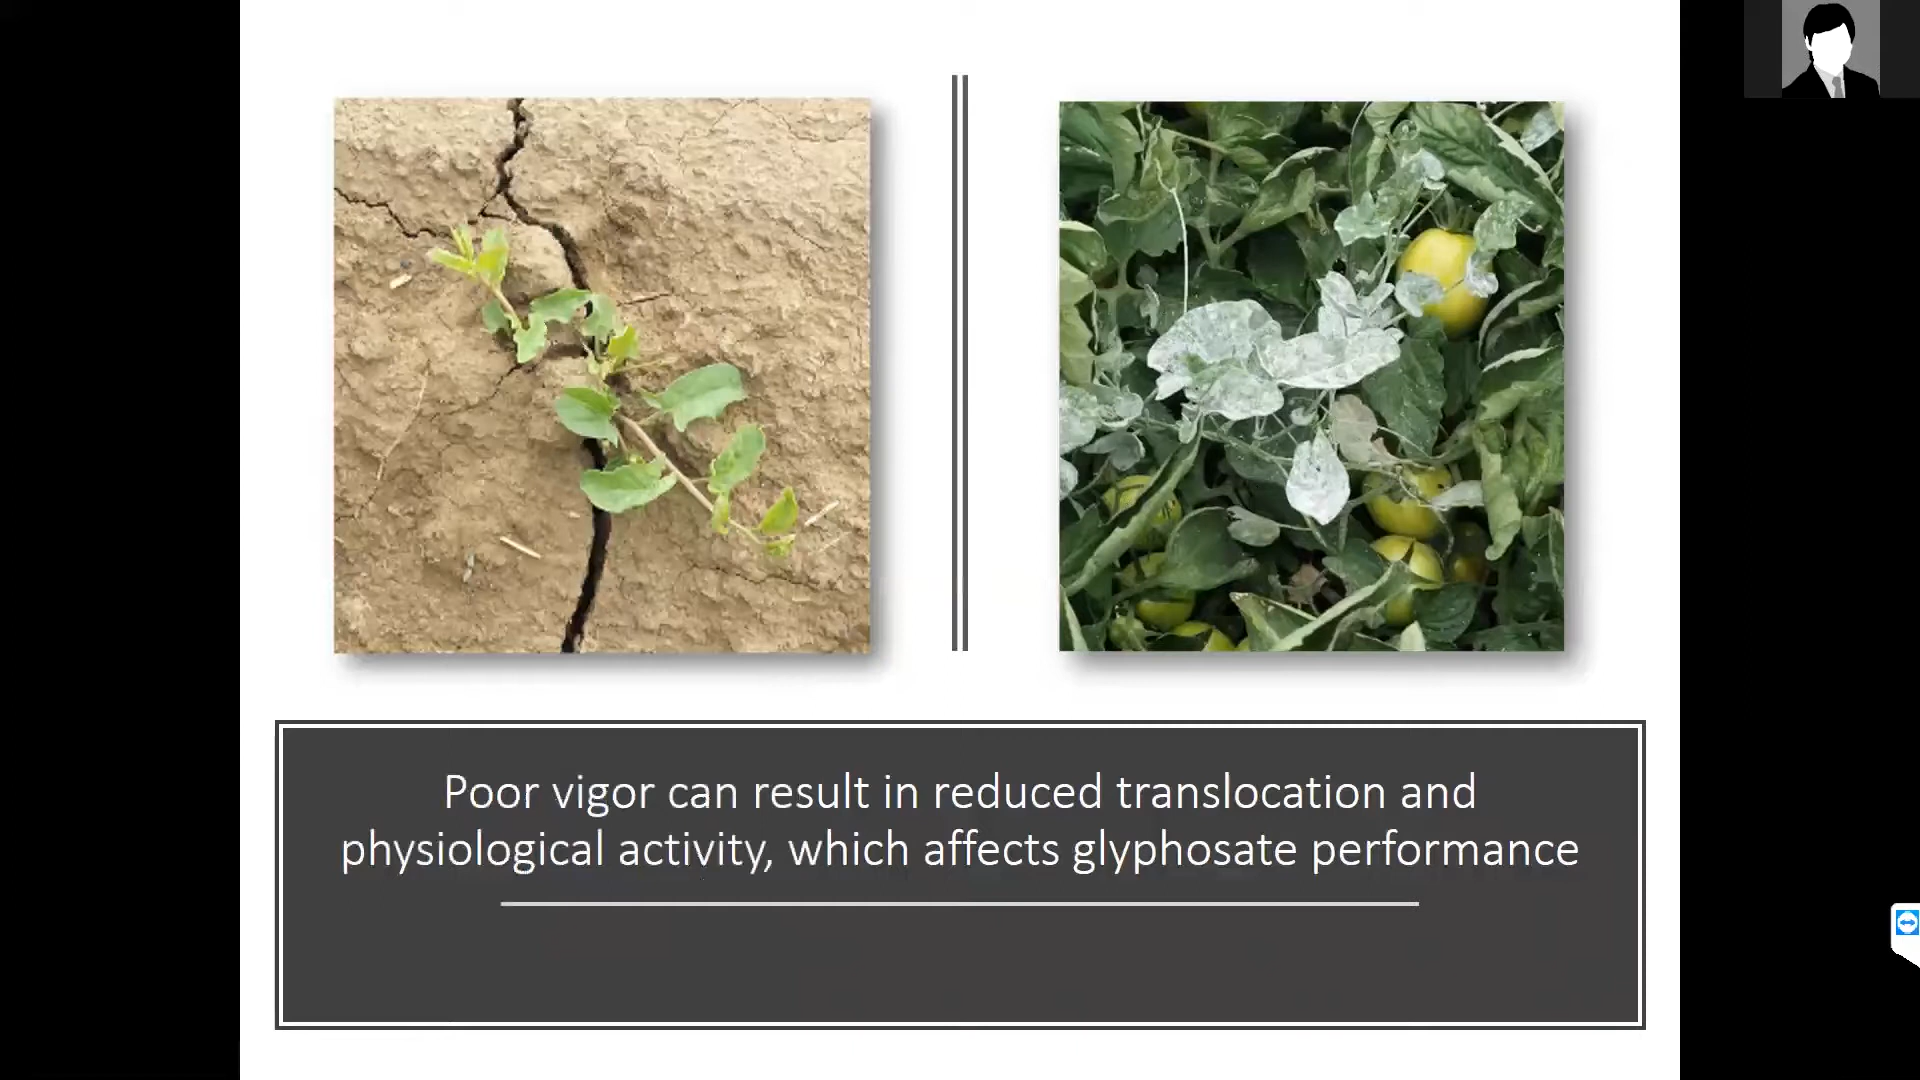 Poor vigor can result in reduced translocation and
physiological activity, which affects glyphosate performance